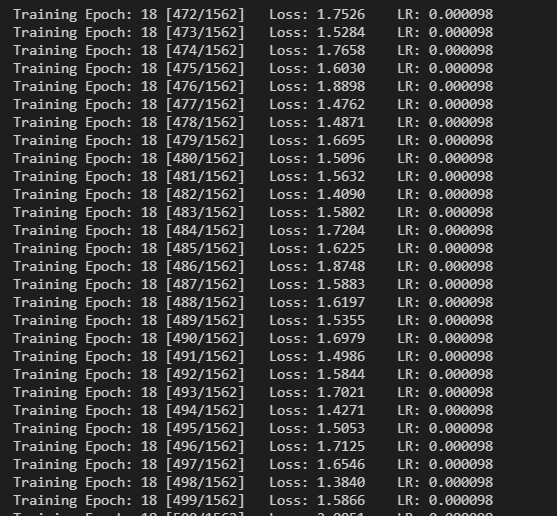 Training Epoch: 18 [472/1562] Loss: 1.7526 LR: 0.000098
Training Epoch: 18 [473/1562] Loss: 1.5284 LR: 0.000098
Training Epoch: 18 [474/1562] Loss: 1.7658 LR: 0.000098
Training Epoch: 18 [475/1562] Loss: 1.6030 LR: 0.000098
Training Epoch: 18 [476/1562] Loss: 1.8898 LR: 0.000098
Training Epoch: 18 [477/1562] Loss: 1.4762 LR: 0.000098
Training Epoch: 18 [478/1562] Loss: 1.4871 LR: 0.000098
Training Epoch: 18 [479/1562] Loss: 1.6695 LR: 0.000098
Training Epoch: 18 [480/1562] Loss: 1.5096 LR: 0.000098
Training Epoch: 18 [481/1562] Loss: 1.5632 LR: 0.000098
Training Epoch: 18 [482/1562] Loss: 1.4090 LR: 0.000098
Training Epoch: 18 [483/1562] Loss: 1.5802 LR: 0.000098
Training Epoch: 18 [484/1562] Loss: 1.7204 LR: 0.000098
Training Epoch: 18 [485/1562] Loss: 1.6225 LR: 0.000098
Training Epoch: 18 [486/1562] Loss: 1.8748 LR: 0.000098
Training Epoch: 18 [487/1562] Loss: 1.5883 LR: 0.000098
Training Epoch: 18 [488/1562] Loss: 1.6197 LR: 0.000098
Training Epoch: 18 [489/1562] Loss: 1.5355 LR: 0.000098
Training Epoch: 18 [490/1562] Loss: 1.6979 LR: 0.000098
Training Epoch: 18 [491/1562] Loss: 1.4986 LR: 0.000098
Training Epoch: 18 [492/1562] Loss: 1.5844 LR: 0.000098
Training Epoch: 18 [493/1562] Loss: 1.7021 LR: 0.000098
Training Epoch: 18 [494/1562] Loss: 1.4271 LR: 0.000098
Training Epoch: 18 [495/1562] Loss: 1.5053 LR: 0.000098
Training Epoch: 18 [496/1562] Loss: 1.7125 LR: 0.000098
Training Epoch: 18 [497/1562] Loss: 1.6546 LR: 0.000098
Training Epoch: 18 [498/1562] Loss: 1.3840 LR: 0.000098
Training Epoch: 18 [499/1562] Loss: 1.5866 LR: 0.000098